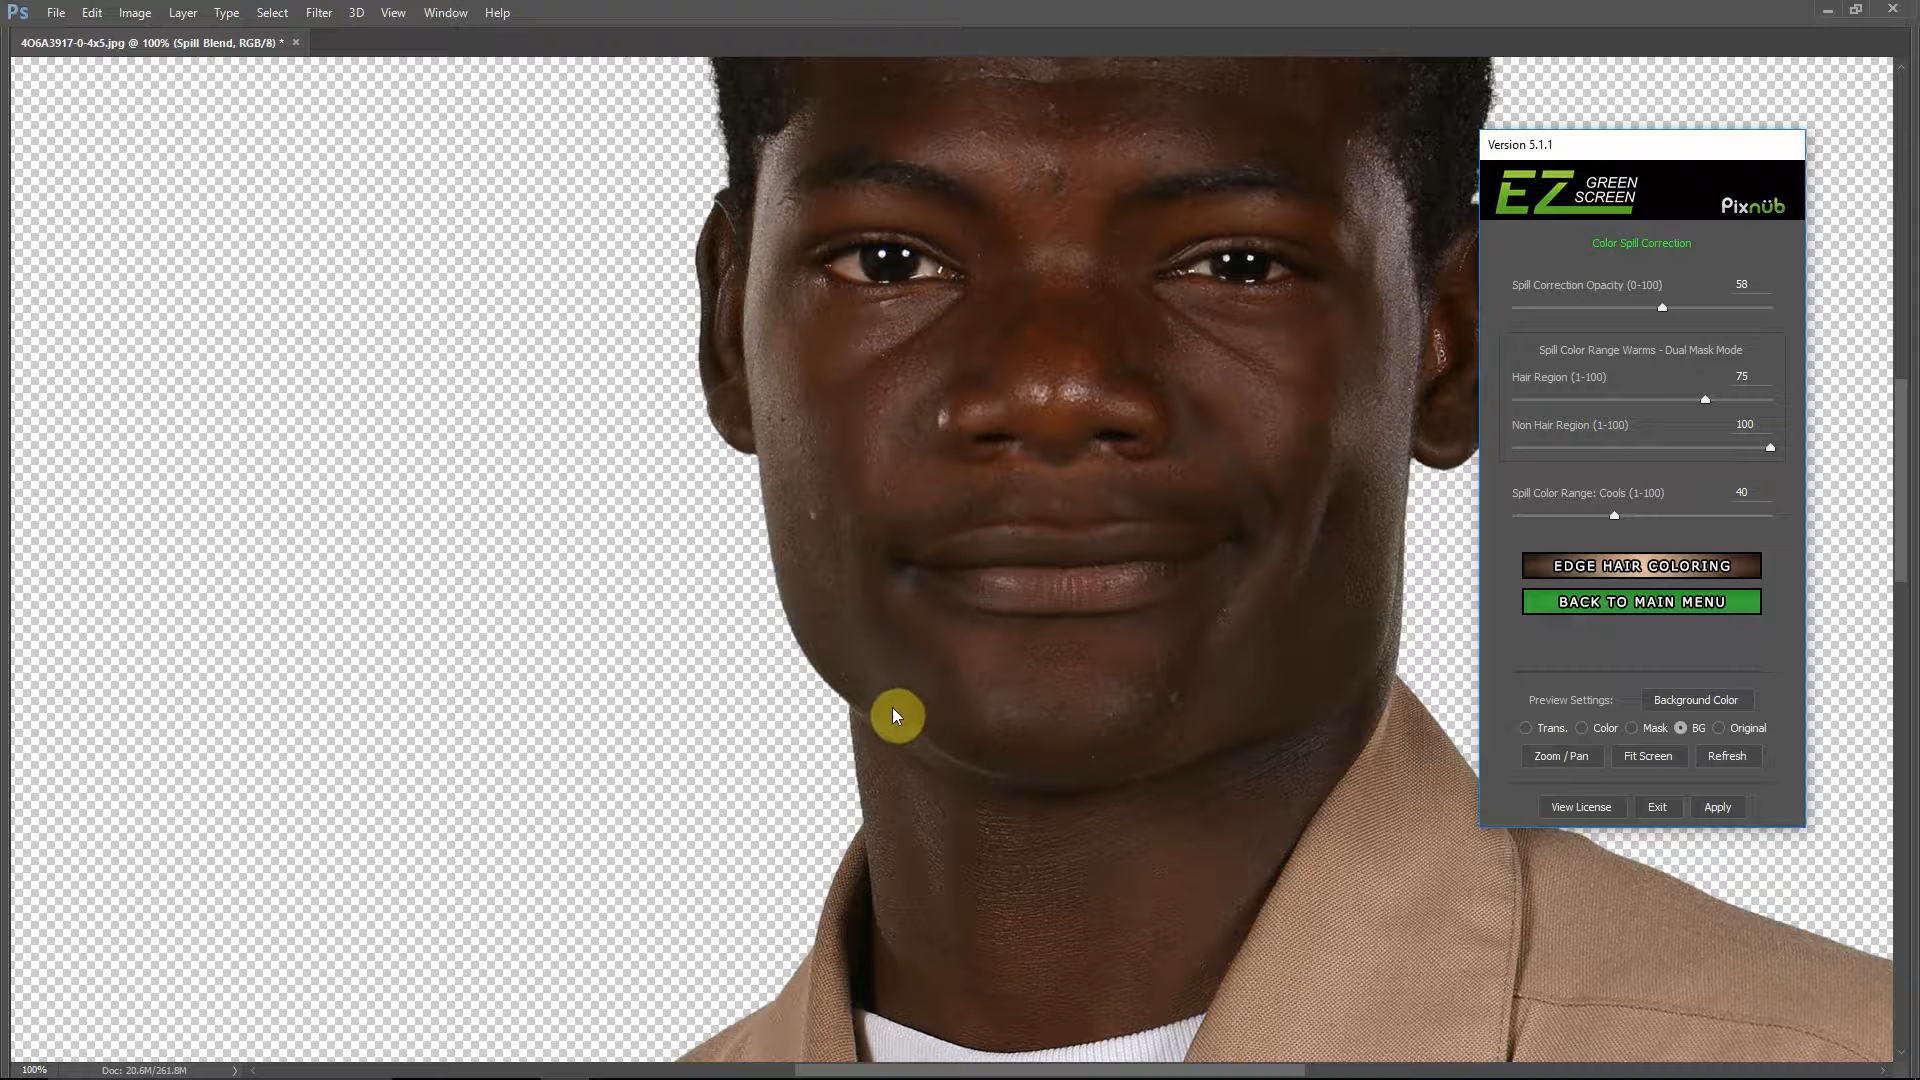 Ps File Edit Image Layer Type Select Filter 3D View Window Help
4O6A3917-0-4x5.jpg @ 100% (Spill Blend, RGB/8) * ×
Version 5.1.1
EZ GREEN SCREEN Pixnüb
Color Spill Correction
Spill Correction Opacity (0-100) 58
Spill Color Range Warms - Dual Mask Mode
Hair Region (1-100) 75
Non Hair Region (1-100) 100
Spill Color Range: Cools (1-100) 40
EDGE HAIR COLORING
BACK TO MAIN MENU
Preview Settings: Background Color
Trans. Color Mask BG Original
Zoom / Pan Fit Screen Refresh
View License Exit Apply
100% Doc: 20.6M/261.8M